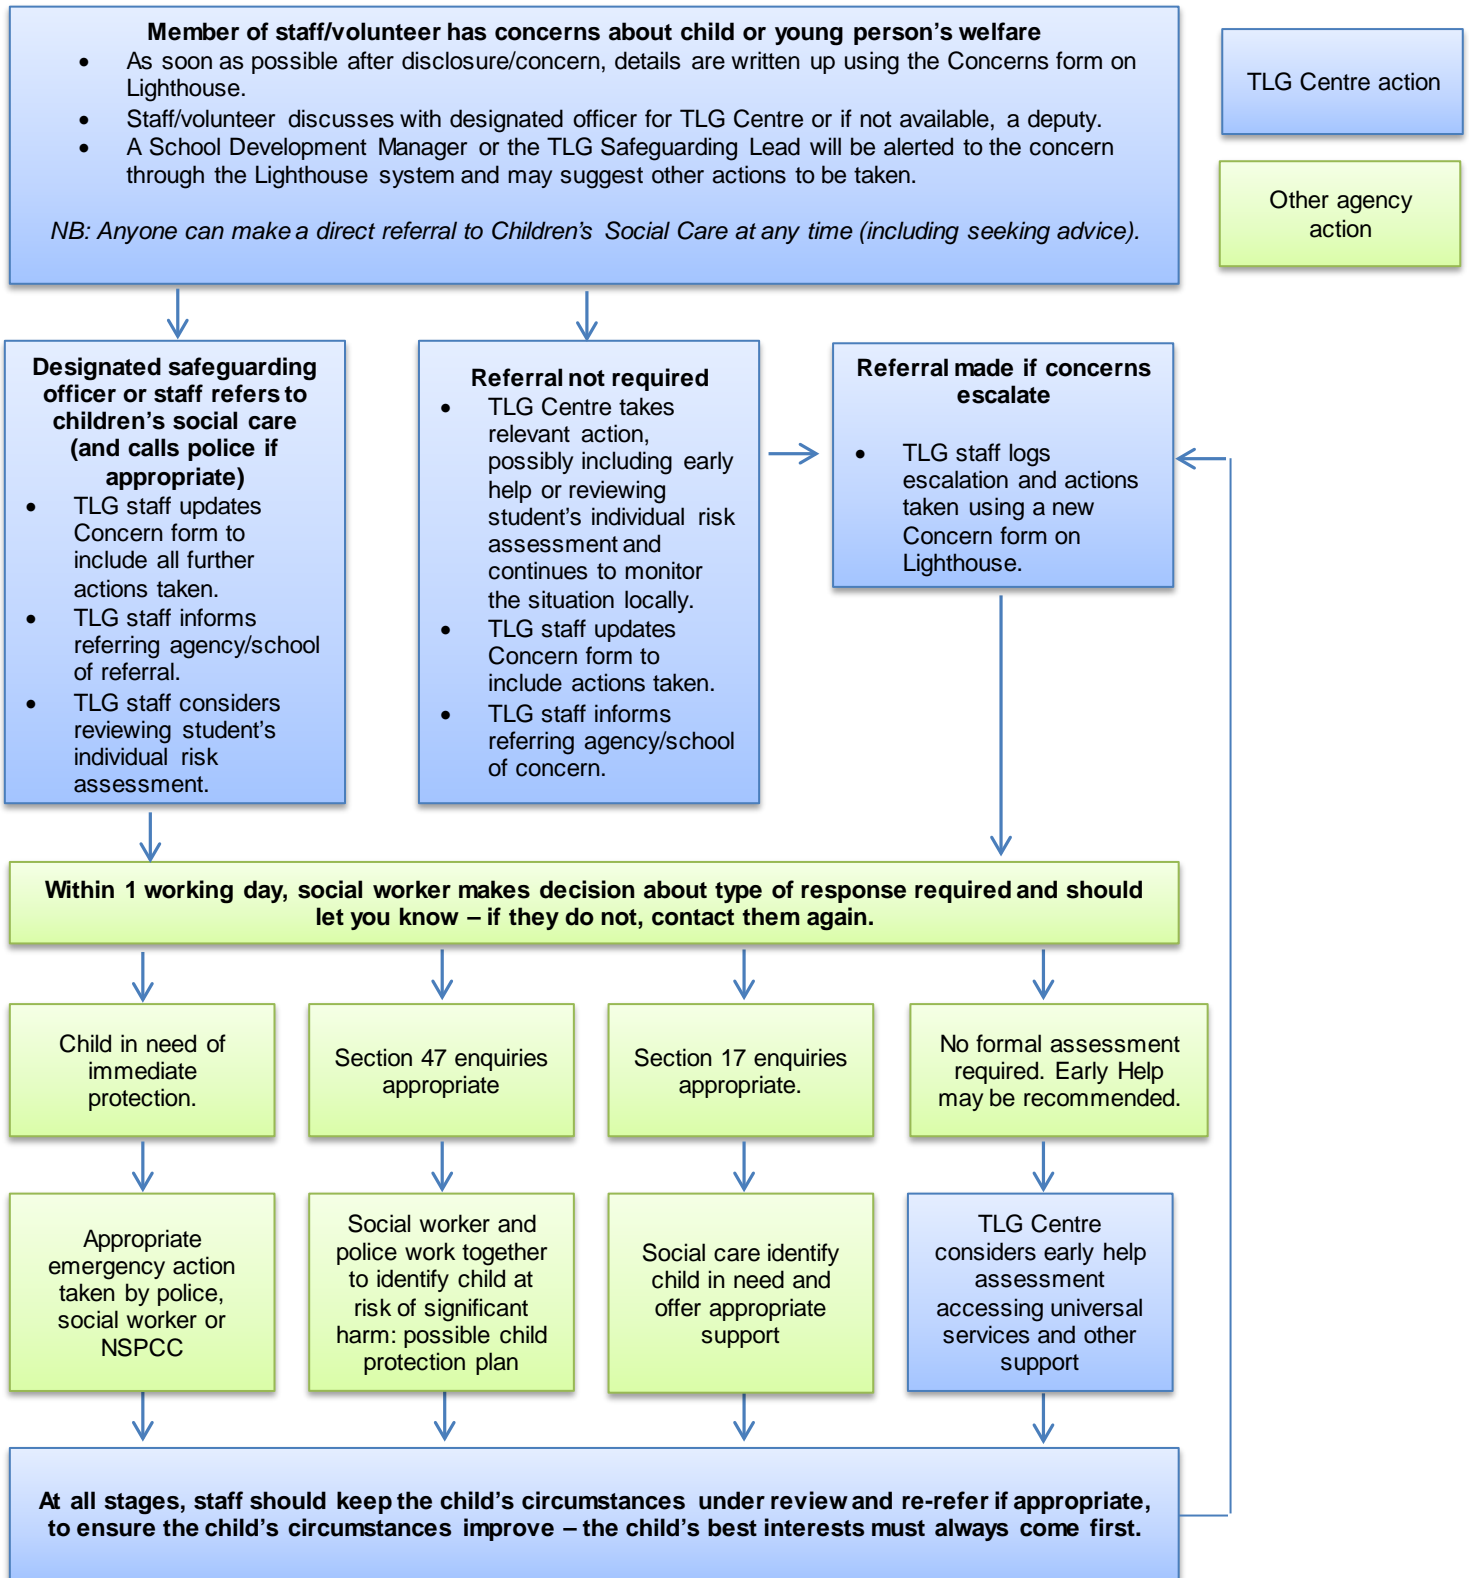 Member of staff/volunteer has concerns about child or young person's welfare
• As soon as possible after disclosure/concern, details are written up using the Concerns form on
Lighthouse.
• Staff/volunteer discusses with designated officer for TLG Centre or if not available, a deputy.
• A School Development Manager or the TLG Safeguarding Lead will be alerted to the concern
through the Lighthouse system and may suggest other actions to be taken.
NB: Anyone can make a direct referral to Children's Social Care at any time (including seeking advice).
TLG Centre action
Other agency
action
Designated safeguarding
officer or staff refers to
children's social care
(and calls police if
appropriate)
• TLG staff updates
Concern form to
include all further
actions taken.
• TLG staff informs
referring agency/school
of referral.
• TLG staff considers
reviewing student's
individual risk
assessment.
Referral not required
• TLG Centre takes
relevant action,
possibly including early
help or reviewing
student's individual risk
assessment and
continues to monitor
the situation locally.
• TLG staff updates
Concern form to
include actions taken.
• TLG staff informs
referring agency/school
of concern.
Referral made if concerns
escalate
• TLG staff logs
escalation and actions
taken using a new
Concern form on
Lighthouse.
Within 1 working day, social worker makes decision about type of response required and should
let you know – if they do not, contact them again.
Child in need of
immediate
protection.
Section 47 enquiries
appropriate
Section 17 enquiries
appropriate.
No formal assessment
required. Early Help
may be recommended.
Appropriate
emergency action
taken by police,
social worker or
NSPCC
Social worker and
police work together
to identify child at
risk of significant
harm: possible child
protection plan
Social care identify
child in need and
offer appropriate
support
TLG Centre
considers early help
assessment
accessing universal
services and other
support
At all stages, staff should keep the child's circumstances under review and re-refer if appropriate,
to ensure the child's circumstances improve – the child's best interests must always come first.